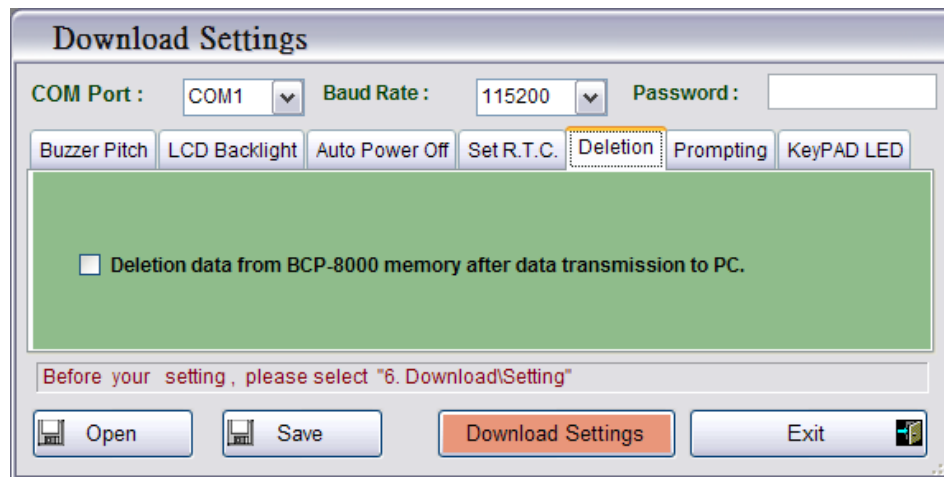 Download Settings
COM Port : COM1 Baud Rate : 115200 Password :
Buzzer Pitch LCD Backlight Auto Power Off Set R.T.C. Deletion Prompting KeyPAD LED
Deletion data from BCP-8000 memory after data transmission to PC.
Before your setting , please select "6. Download\Setting"
Open Save Download Settings Exit